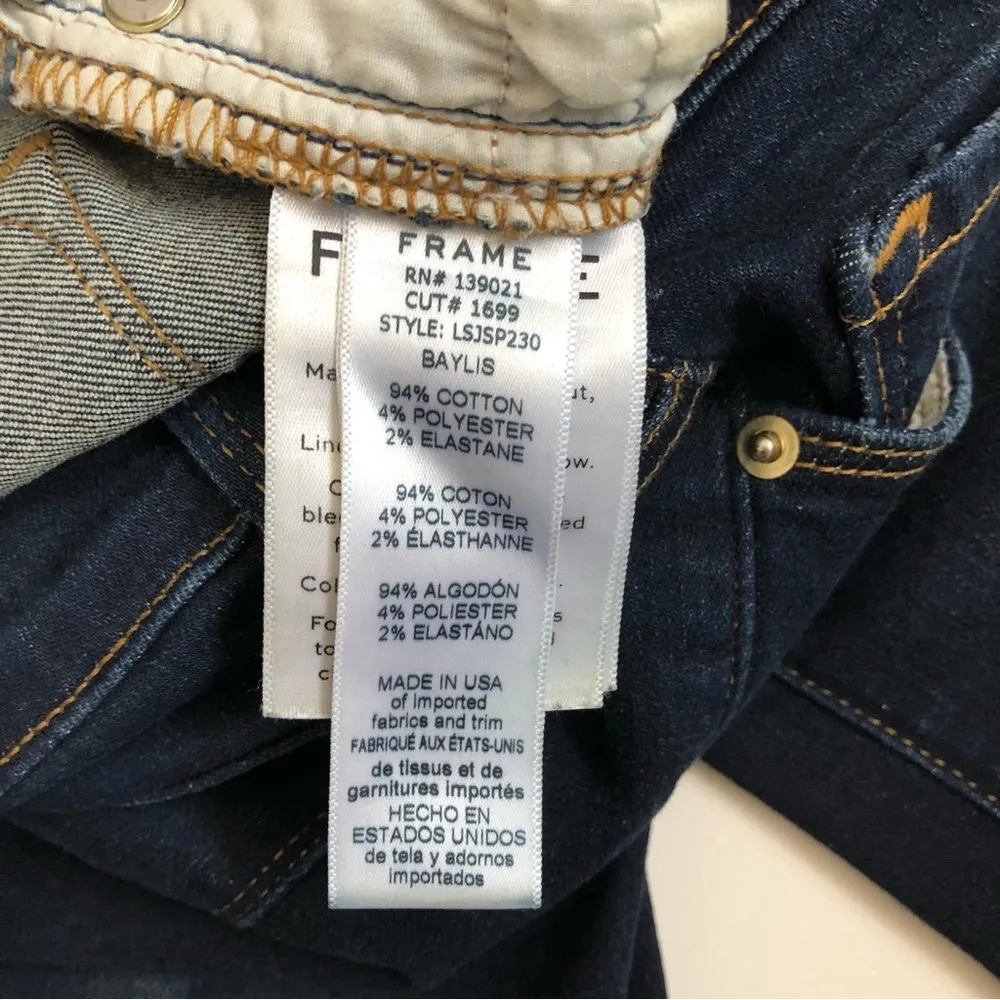 FRAME
RN# 139021
CUT# 1699
STYLE: LSJSP230
BAYLIS
94% COTTON
4% POLYESTER
2% ELASTANE
94% COTON
4% POLYESTER
2% ÉLASTHANNE
94% ALGODÓN
4% POLIESTER
2% ELASTÁNO
MADE IN USA
of imported
fabrics and trim
FABRIQUÉ AUX ÉTATS-UNIS
de tissus et de
garnitures importés
HECHO EN
ESTADOS UNIDOS
de tela y adornos
importados